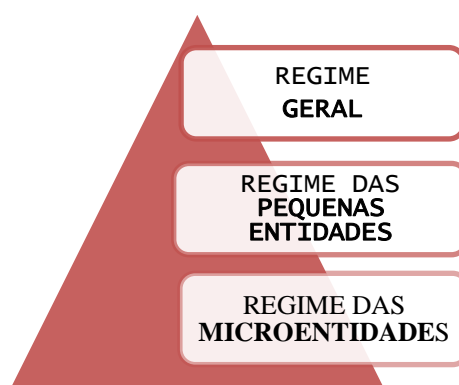 REGIME
GERAL
REGIME DAS
PEQUENAS
ENTIDADES
REGIME DAS
MICROENTIDADES